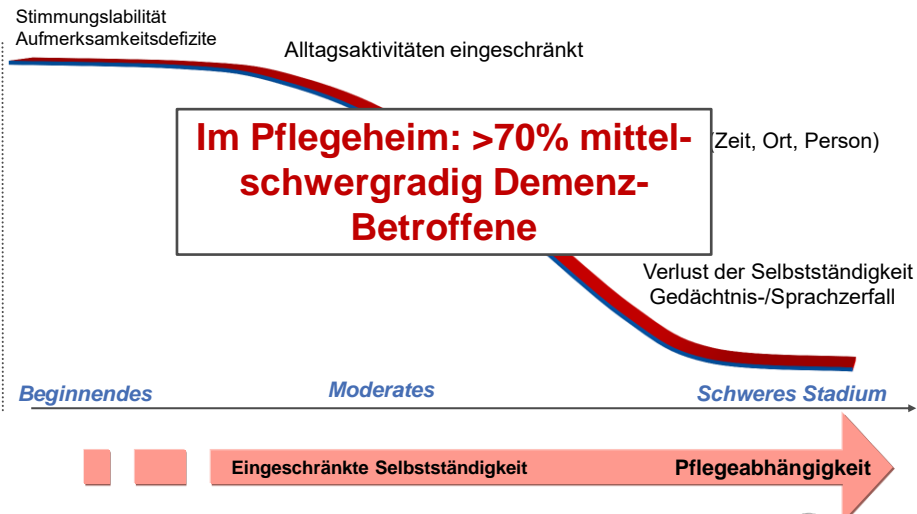 Stimmungslabilität
Aufmerksamkeitsdefizite
Alltagsaktivitäten eingeschränkt
Im Pflegeheim: >70% mittel-
schwergradig Demenz-
Betroffene
(Zeit, Ort, Person)
Verlust der Selbstständigkeit
Gedächtnis-/Sprachzerfall
Beginnendes
Moderates
Schweres Stadium
Eingeschränkte Selbstständigkeit
Pflegeabhängigkeit